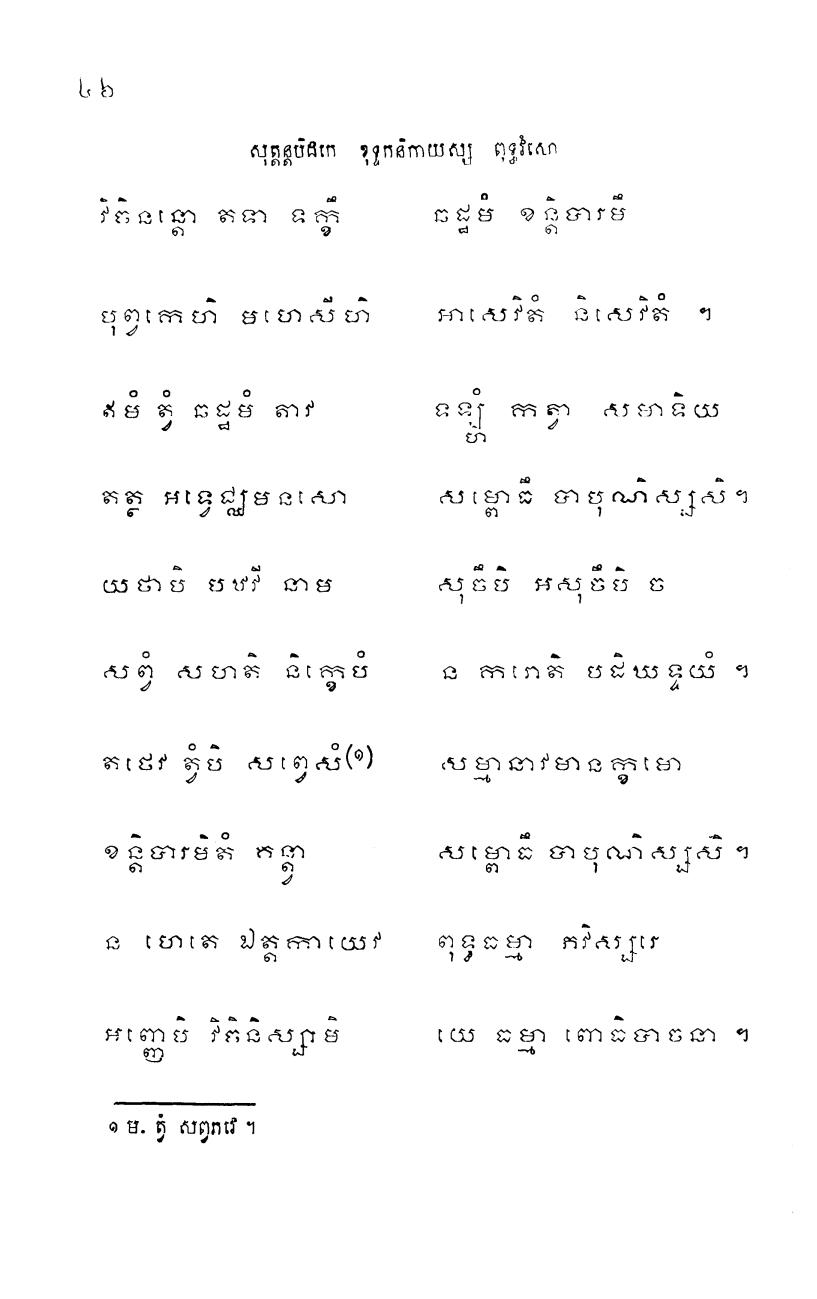 ៤៦
សុត្តន្តបិដកេ ខុទ្ទកនិកាយស្ស ពុទ្ធវំសោ
វិចិនន្តោ តទា ទក្ខឹ ឆដ្ឋមំ ខន្តិបារមឹ
បុព្វកេហិ មហេសីហិ អាសេវិតំ និសេវិតំ ។
ឥមំ ត្វំ ឆដ្ឋមំ តាវ ទឡ្ហំ កត្វា សមាទិយ
តត្ថ អទ្វេជ្ឈមនសោ សម្ពោធឹ បាបុណិស្សសិ។
យថាបិ បឋវី នាម សុចឹបិ អសុចឹបិ ច
សព្វំ សហតិ និក្ខេបំ ន ករោតិ បដិឃទ្វយំ ។
តថេវ ត្វំបិ សព្វេសំ(១) សម្មានាវមានក្ខមោ
ខន្តិបារមិតំ គន្ត្វា សម្ពោធឹ បាបុណិស្សសិ ។
ន ហេតេ ឯត្តកាយេវ ពុទ្ធធម្មា ភវិស្សរេ
អញ្ញេបិ វិចិនិស្សាមិ យេ ធម្មា ពោធិបាចនា ។
១ ម. ត្វំ សព្វភវេ ។